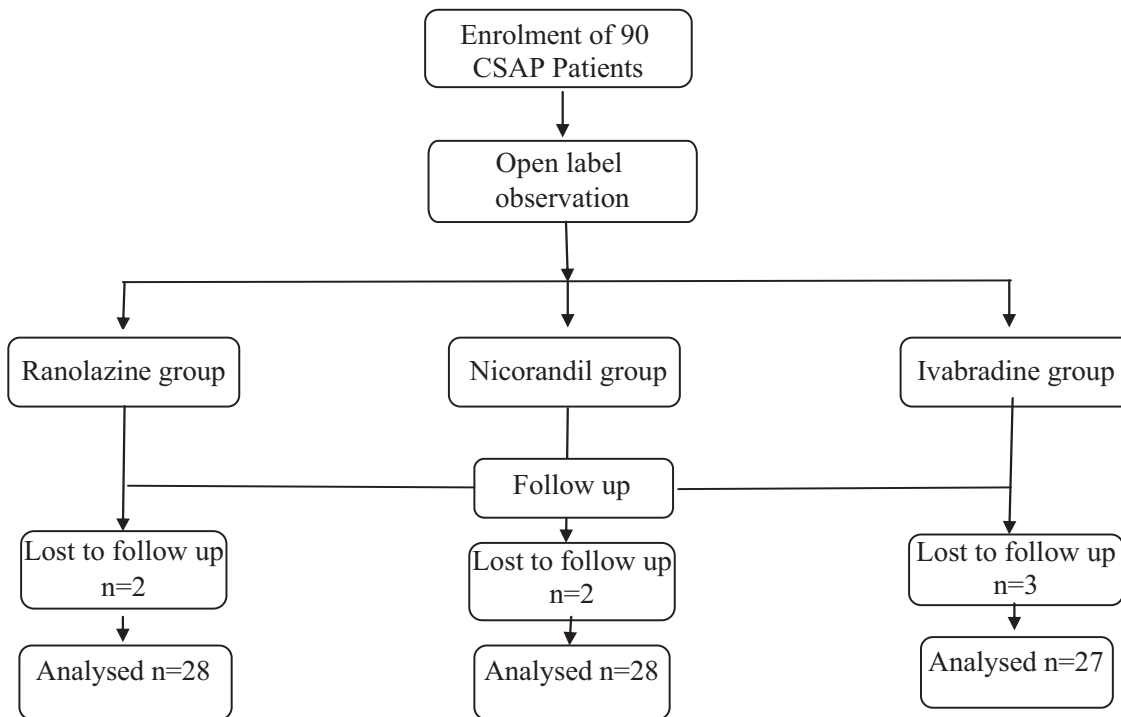 Enrolment of 90
CSAP Patients
Open label
observation
Ranolazine group
Nicorandil group
Ivabradine group
Follow up
Lost to follow up
n=2
Lost to follow up
n=2
Lost to follow up
n=3
Analysed n=28
Analysed n=28
Analysed n=27